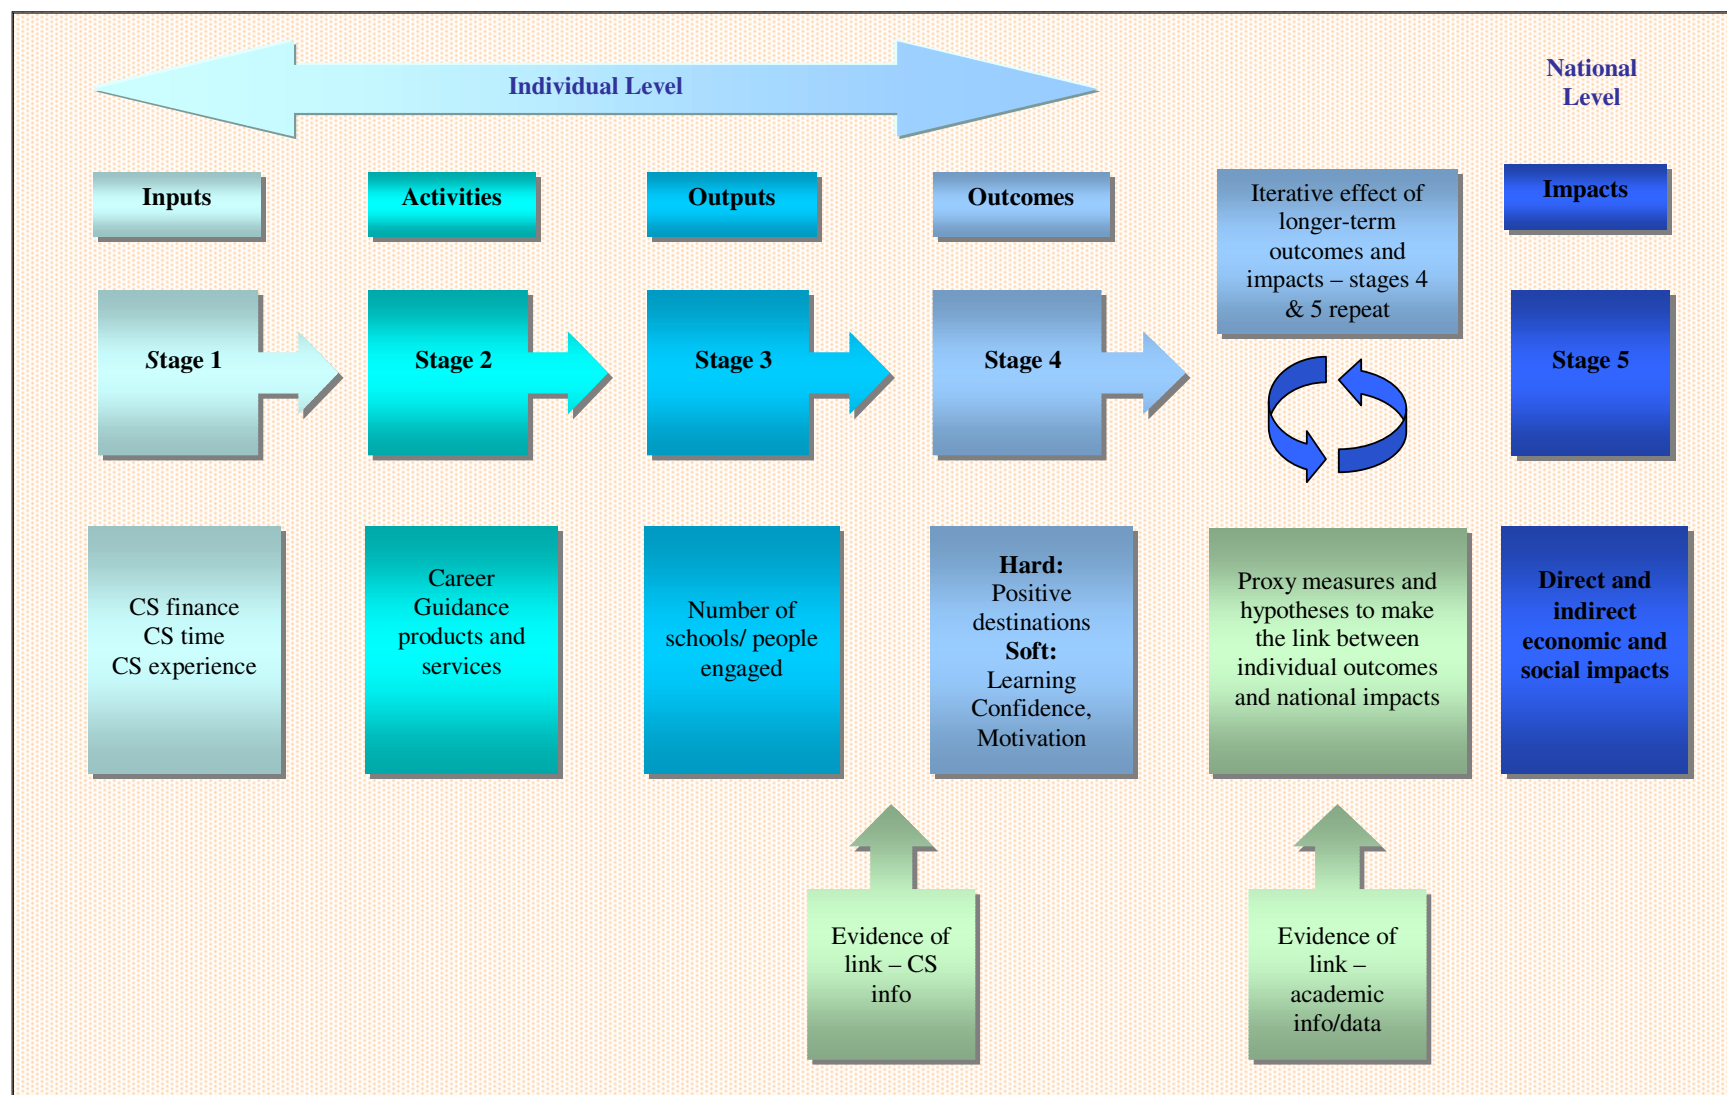 Individual Level
National
Level
Inputs
Activities
Outputs
Outcomes
Iterative effect of
longer-term
outcomes and
impacts – stages 4
& 5 repeat
Impacts
Stage 1
Stage 2
Stage 3
Stage 4
Stage 5
CS finance
CS time
CS experience
Career
Guidance
products and
services
Number of
schools/ people
engaged
Hard:
Positive
destinations
Soft:
Learning
Confidence,
Motivation
Proxy measures and
hypotheses to make
the link between
individual outcomes
and national impacts
Direct and
indirect
economic and
social impacts
Evidence of
link – CS
info
Evidence of
link –
academic
info/data